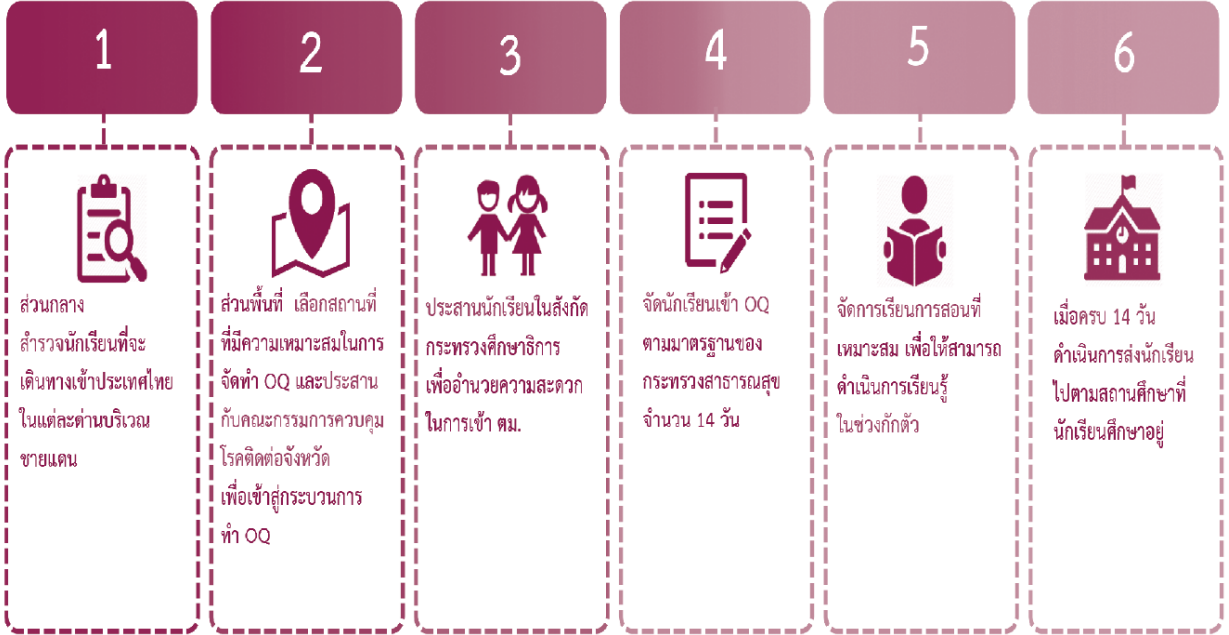 1
ส่วนกลาง
สำรวจนักเรียนที่จะ
เดินทางเข้าประเทศไทย
ในแต่ละด่านบริเวณ
ชายแดน
2
ส่วนพื้นที่ เลือกสถานที่
ที่มีความเหมาะสมในการ
จัดทำ OQ และประสาน
กับคณะกรรมการควบคุม
โรคติดต่อจังหวัด
เพื่อเข้าสู่กระบวนการ
ทำ OQ
3
ประสานนักเรียนในสังกัด
กระทรวงศึกษาธิการ
เพื่ออำนวยความสะดวก
ในการเข้า ตม.
4
จัดนักเรียนเข้า OQ
ตามมาตรฐานของ
กระทรวงสาธารณสุข
จำนวน 14 วัน
5
จัดการเรียนการสอนที่
เหมาะสม เพื่อให้สามารถ
ดำเนินการเรียนรู้
ในช่วงกักตัว
6
เมื่อครบ 14 วัน
ดำเนินการส่งนักเรียน
ไปตามสถานศึกษาที่
นักเรียนศึกษาอยู่